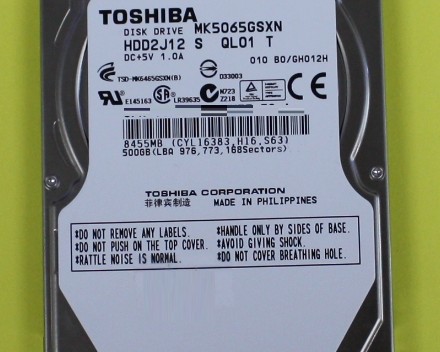 TOSHIBA
DISK DRIVE MK5065GSXN
HDD2J12 S QL01 T
DC+5V 1.0A
010 B0/GH012H
TSD-MK6465GSXN(B)
D33003
E145163
LR39635
N723
Z218
8455MB (CYL16383,H16,S63)
500GB(LBA 976,773,168Sectors)
TOSHIBA CORPORATION
菲律宾制造 MADE IN PHILIPPINES
*DO NOT REMOVE ANY LABELS. *HANDLE ONLY BY SIDES OF BASE.
*DO NOT PUSH ON THE TOP COVER. *AVOID GIVING SHOCK.
*RATTLE NOISE IS NORMAL. *DO NOT COVER BREATHING HOLE.